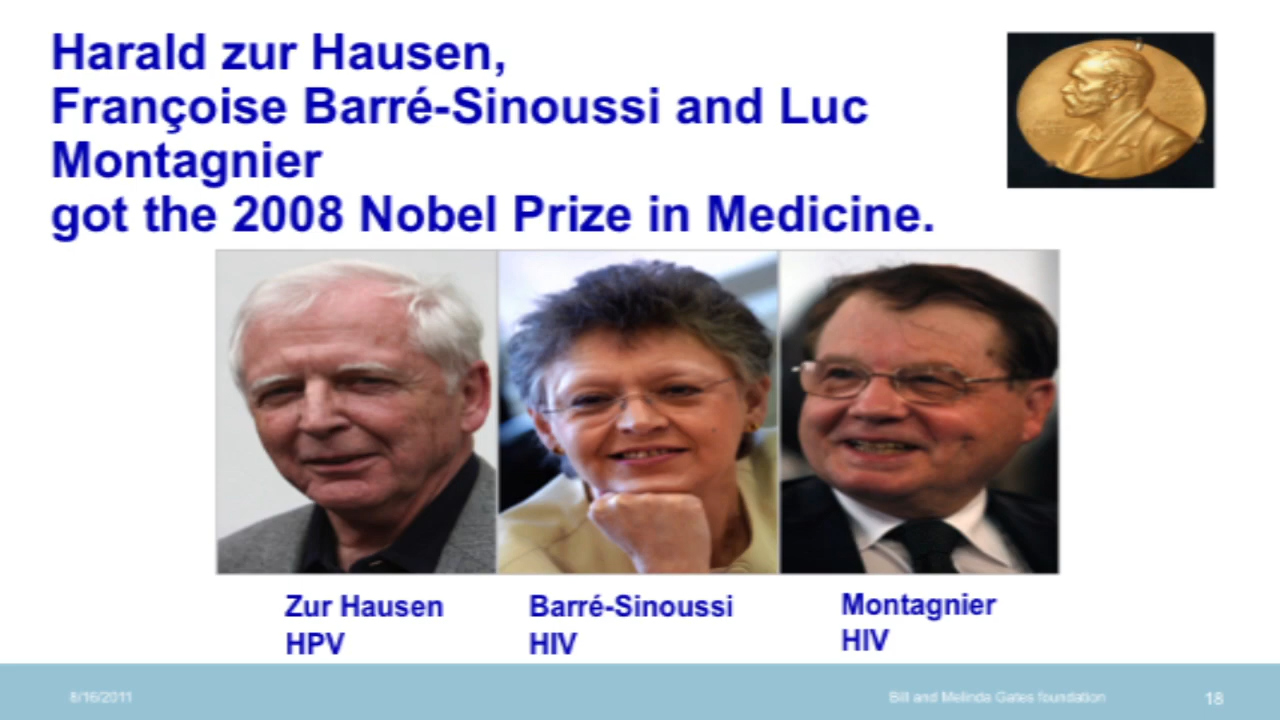 Harald zur Hausen,
Françoise Barré-Sinoussi and Luc
Montagnier
got the 2008 Nobel Prize in Medicine.
Zur Hausen
HPV
Barré-Sinoussi
HIV
Montagnier
HIV
8/16/2011
Bill and Melinda Gates foundation
18